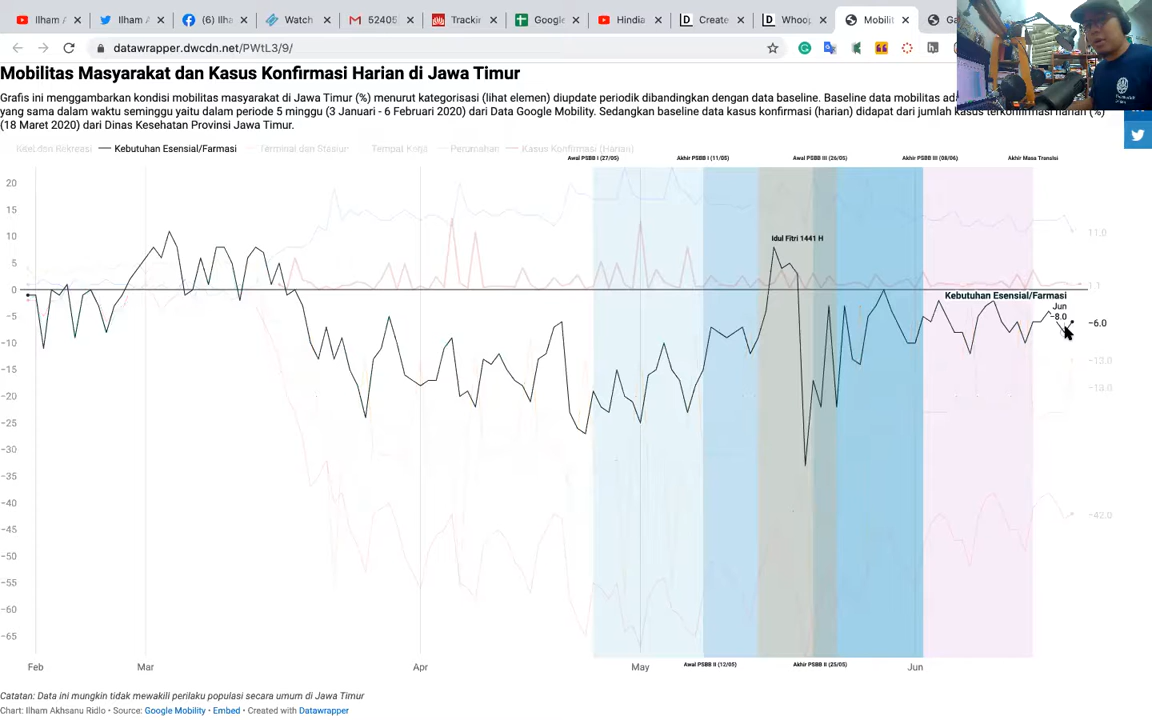 Ilham A
Ilham A
(6) Ilha
Watch
52405
Trackir
Google
Hindia
Create
Whoop
Mobilit
Ga
datawrapper.dwcdn.net/PWtL3/9/
Mobilitas Masyarakat dan Kasus Konfirmasi Harian di Jawa Timur
Grafis ini menggambarkan kondisi mobilitas masyarakat di Jawa Timur (%) menurut kategorisasi (lihat elemen) diupdate periodik dibandingkan dengan data baseline. Baseline data mobilitas ad
yang sama dalam waktu seminggu yaitu dalam periode 5 minggu (3 Januari - 6 Februari 2020) dari Data Google Mobility. Sedangkan baseline data kasus konfirmasi (harian) didapat dari jumlah kasus terkonfirmasi harian (%)
(18 Maret 2020) dari Dinas Kesehatan Provinsi Jawa Timur.
Kebutuhan Esensial/Farmasi
Terminal dan Stasiun
Tempat Kerja
Perumahan
Kasus Konfirmasi (Harian)
Awal PSBB I (27/05)
Akhir PSBB I (11/05)
Awal PSBB III (26/05)
Akhir PSBB III (08/06)
Akhir Masa Transisi
20
15
10
5
0
−5
−10
−15
−20
−25
−30
−35
−40
−45
−50
−55
−60
−65
Idul Fitri 1441 H
11.0
1.1
Kebutuhan Esensial/Farmasi
Jun
−8.0
−6.0
−13.0
−42.0
Feb
Mar
Apr
May
Jun
Awal PSBB II (12/05)
Akhir PSBB II (25/05)
Catatan: Data ini mungkin tidak mewakili perilaku populasi secara umum di Jawa Timur
Chart: Ilham Akhsanu Ridlo • Source: Google Mobility • Embed • Created with Datawrapper